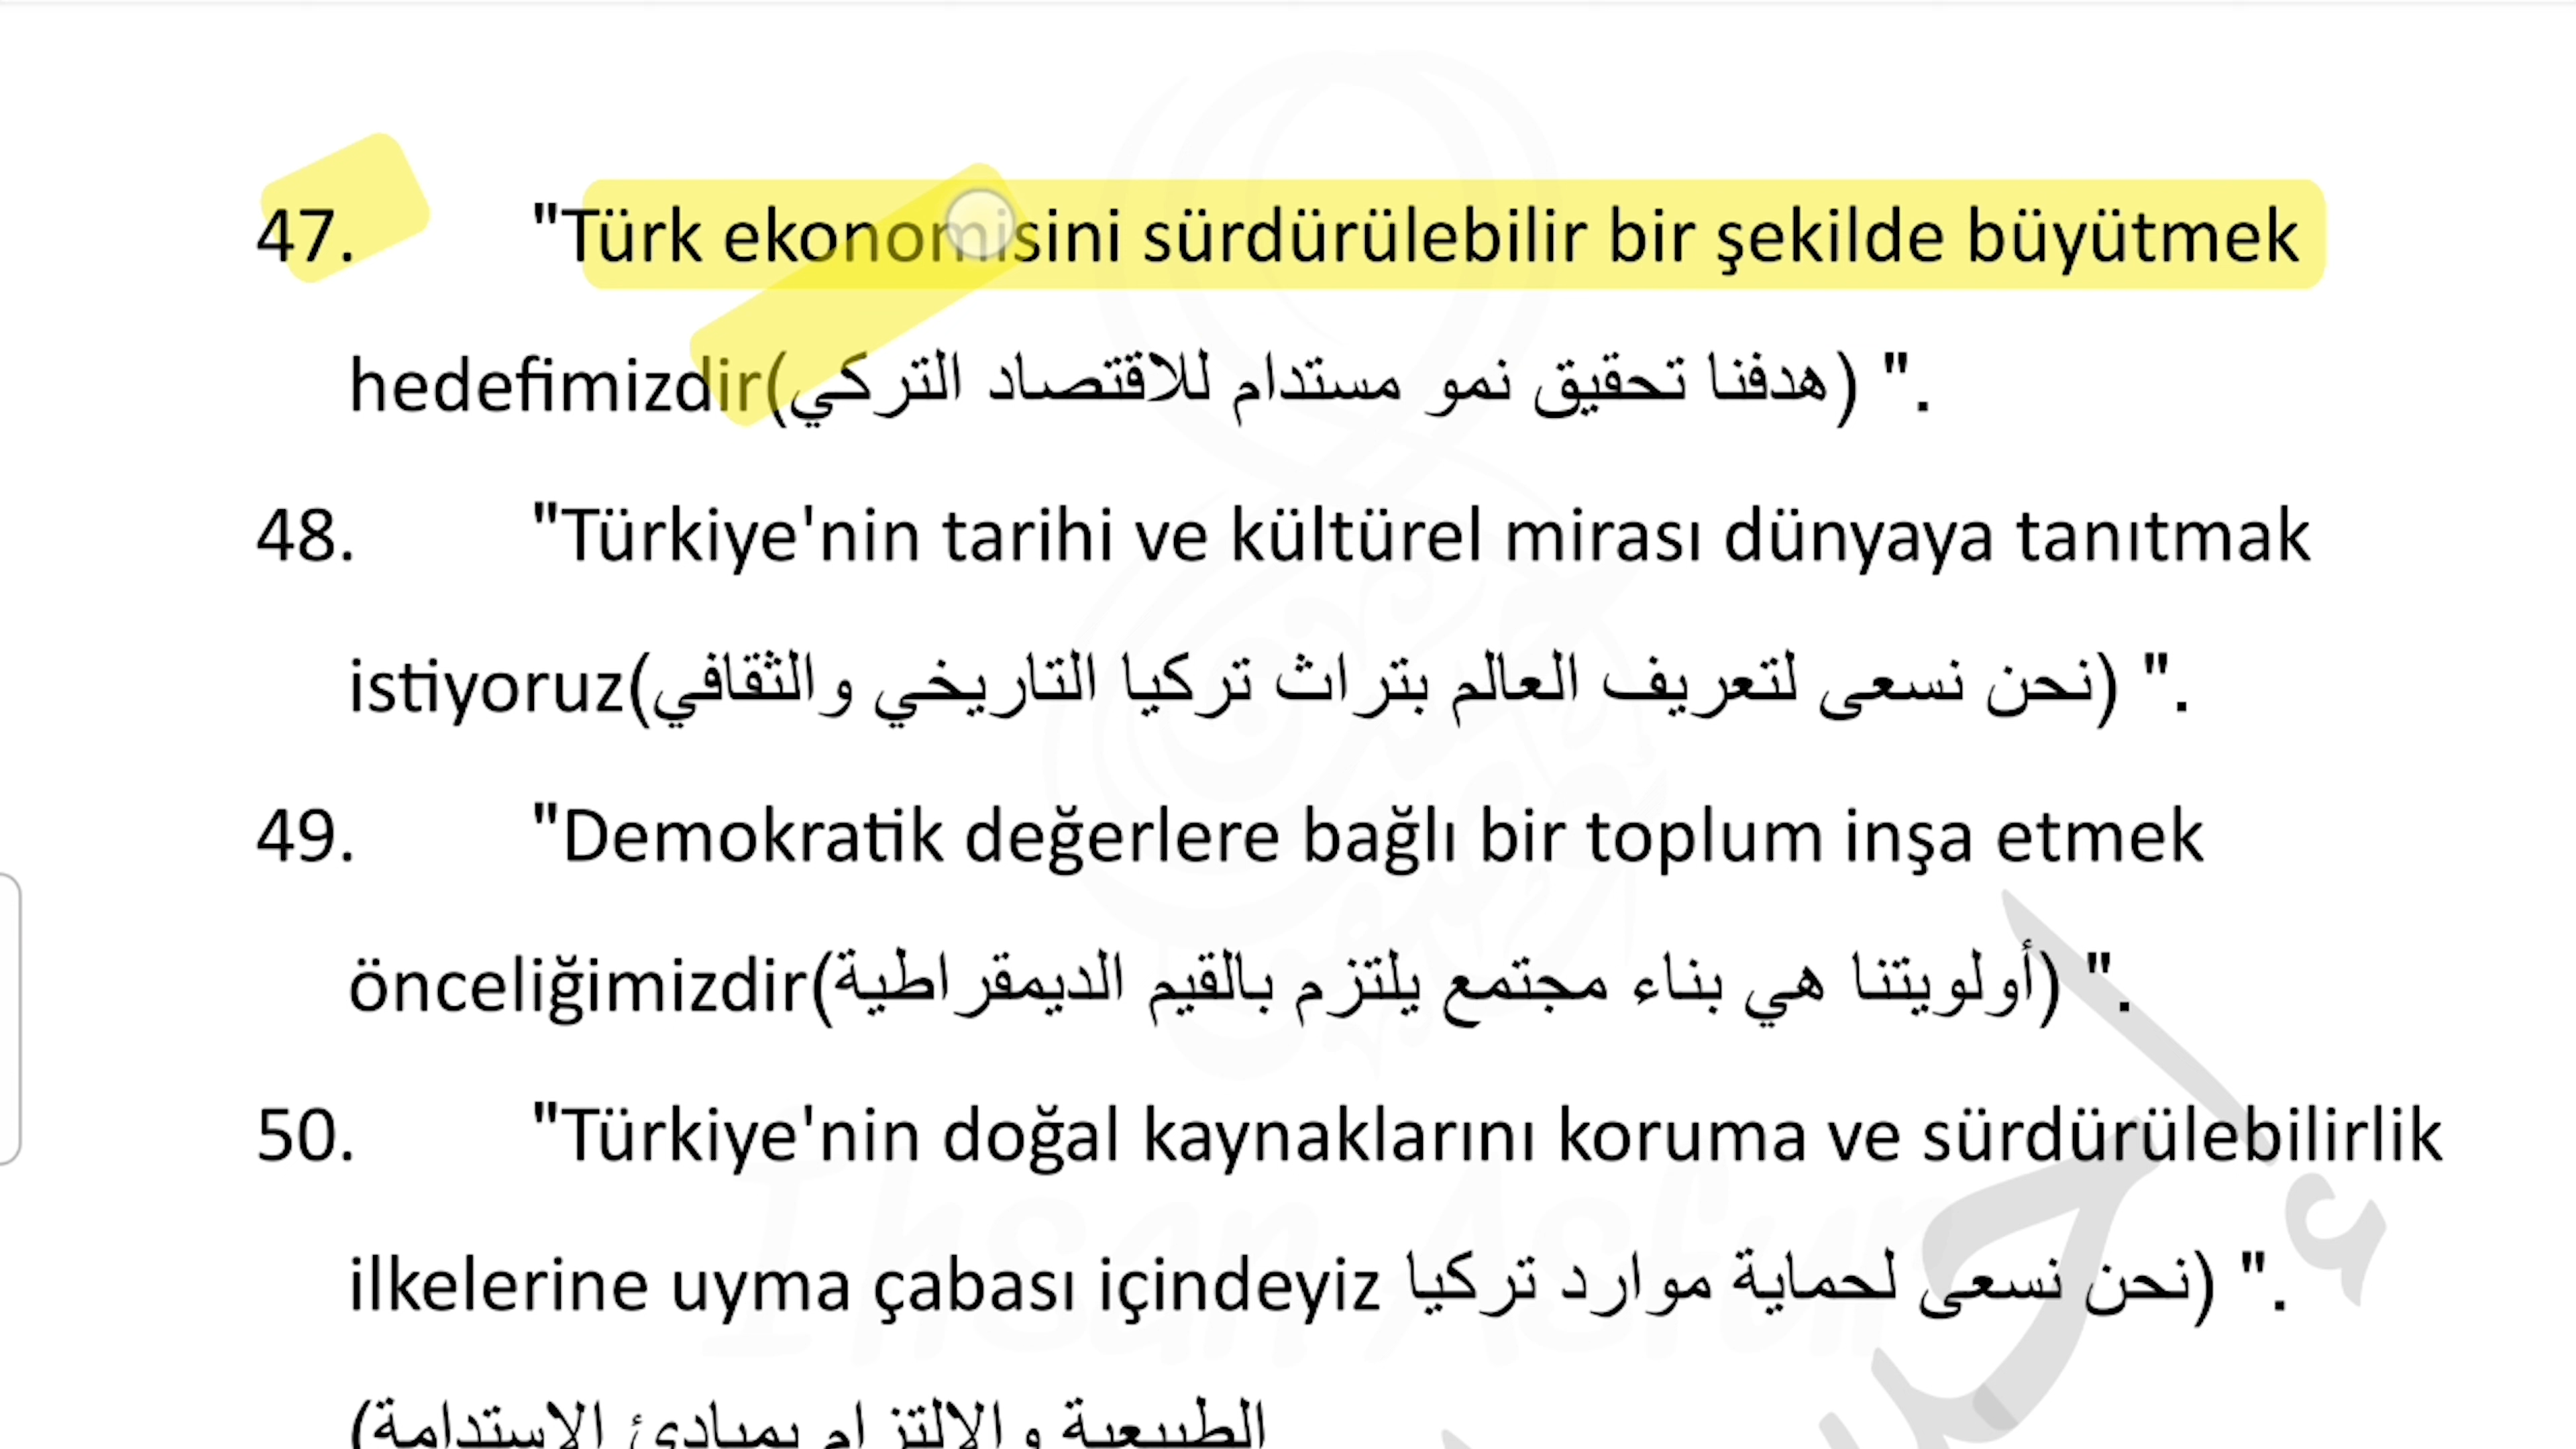 47. "Türk ekonomisini sürdürülebilir bir şekilde büyütmek
hedefimizdir(هدفنا تحقيق نمو مستدام للاقتصاد التركي) ".
48. "Türkiye'nin tarihi ve kültürel mirası dünyaya tanıtmak
istiyoruz(نحن نسعى لتعريف العالم بتراث تركيا التاريخي والثقافي) ".
49. "Demokratik değerlere bağlı bir toplum inşa etmek
önceliğimizdir(أولويتنا هي بناء مجتمع يلتزم بالقيم الديمقراطية) ".
50. "Türkiye'nin doğal kaynaklarını koruma ve sürdürülebilirlik
ilkelerine uyma çabası içindeyiz (نحن نسعى لحماية موارد تركيا ".
الطبيعية والالتزام بمبادئ الاستدامة)
Ihsan Asfur